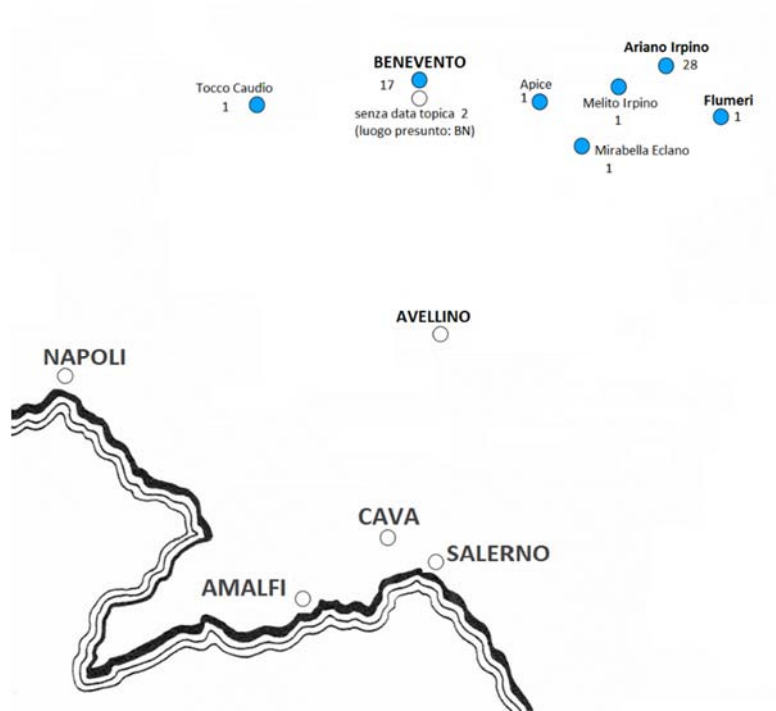 Ariano Irpino
28
BENEVENTO
17
Tocco Caudio
1
Apice
1
Melito Irpino
1
Flumeri
1
senza data topica 2
(luogo presunto: BN)
Mirabella Eclano
1
AVELLINO
NAPOLI
CAVA
SALERNO
AMALFI